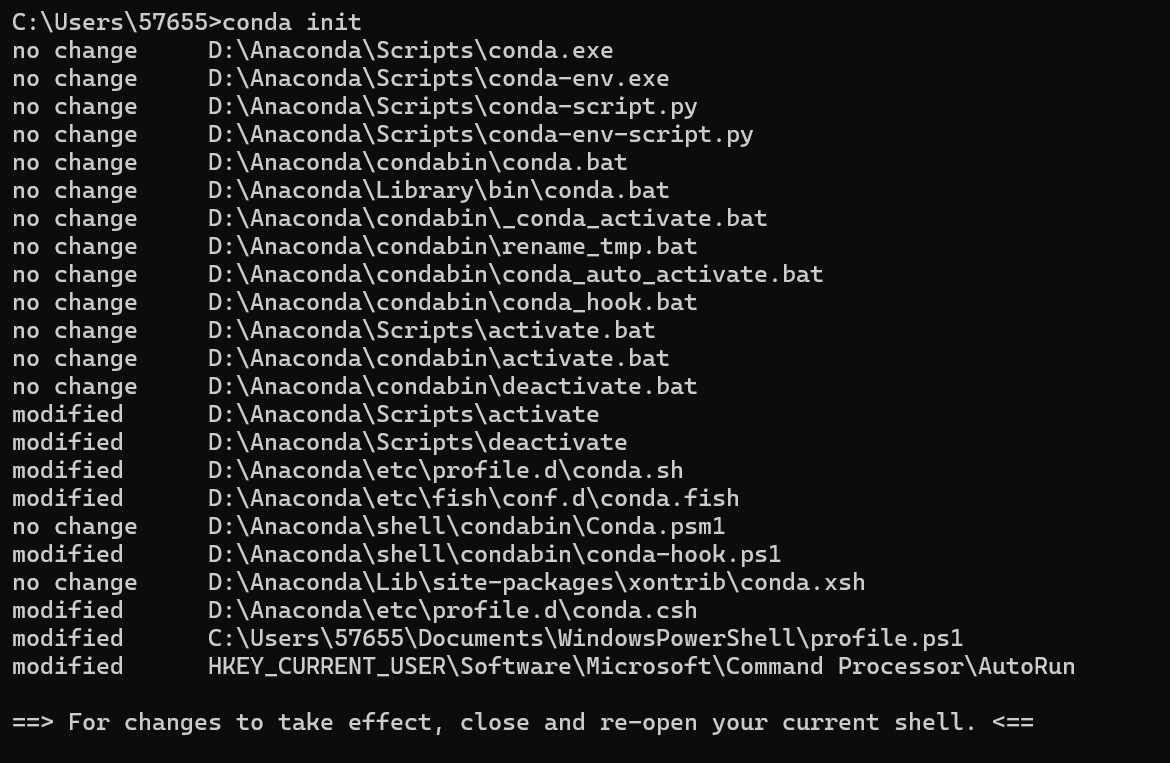 C:\Users\57655>conda init
no change     D:\Anaconda\Scripts\conda.exe
no change     D:\Anaconda\Scripts\conda-env.exe
no change     D:\Anaconda\Scripts\conda-script.py
no change     D:\Anaconda\Scripts\conda-env-script.py
no change     D:\Anaconda\condabin\conda.bat
no change     D:\Anaconda\Library\bin\conda.bat
no change     D:\Anaconda\condabin\_conda_activate.bat
no change     D:\Anaconda\condabin\rename_tmp.bat
no change     D:\Anaconda\condabin\conda_auto_activate.bat
no change     D:\Anaconda\condabin\conda_hook.bat
no change     D:\Anaconda\Scripts\activate.bat
no change     D:\Anaconda\condabin\activate.bat
no change     D:\Anaconda\condabin\deactivate.bat
modified      D:\Anaconda\Scripts\activate
modified      D:\Anaconda\Scripts\deactivate
modified      D:\Anaconda\etc\profile.d\conda.sh
modified      D:\Anaconda\etc\fish\conf.d\conda.fish
no change     D:\Anaconda\shell\condabin\Conda.psm1
modified      D:\Anaconda\shell\condabin\conda-hook.ps1
no change     D:\Anaconda\Lib\site-packages\xontrib\conda.xsh
modified      D:\Anaconda\etc\profile.d\conda.csh
modified      C:\Users\57655\Documents\WindowsPowerShell\profile.ps1
modified      HKEY_CURRENT_USER\Software\Microsoft\Command Processor\AutoRun
==> For changes to take effect, close and re-open your current shell. <==